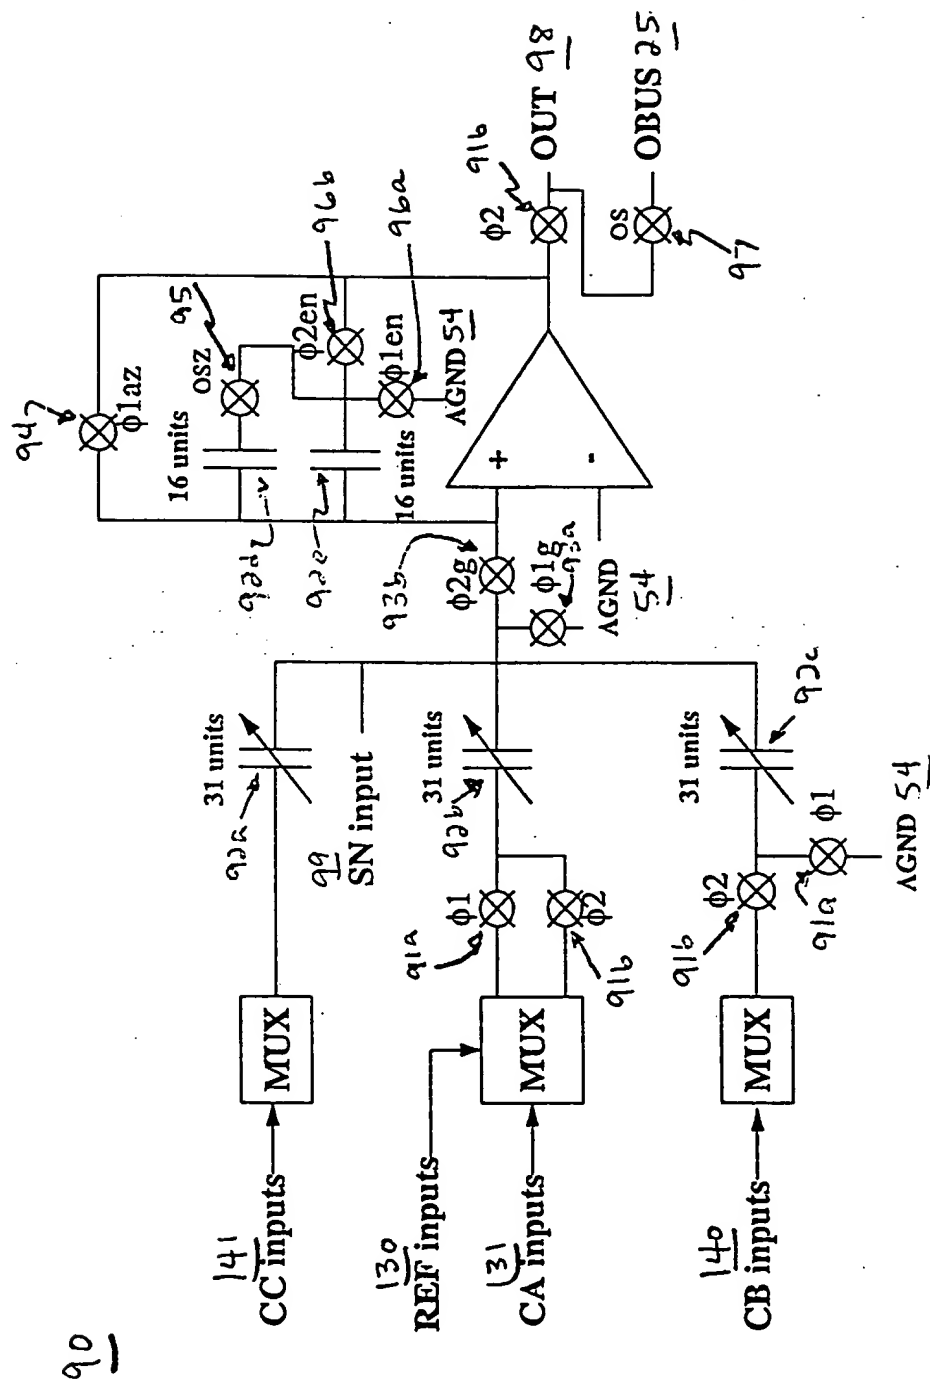 90
94
φ1az
16 units
osz
95
92d
141
CC inputs
MUX
92a
31 units
92e
16 units
φ2en
96b
99
SN input
φ1en
96a
AGND 54
130
REF inputs
93b
φ2g
+
-
91a
φ1
92b
31 units
φ2
91b
OUT 98
131
CA inputs
MUX
φ2
91b
φ1g
93a
AGND
54
os
97
OBUS 25
140
CB inputs
MUX
91b
φ2
31 units
92c
91a
φ1
AGND 54